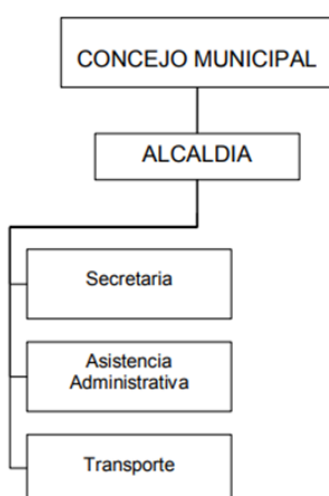 CONCEJO MUNICIPAL
ALCALDIA
Secretaria
Asistencia
Administrativa
Transporte